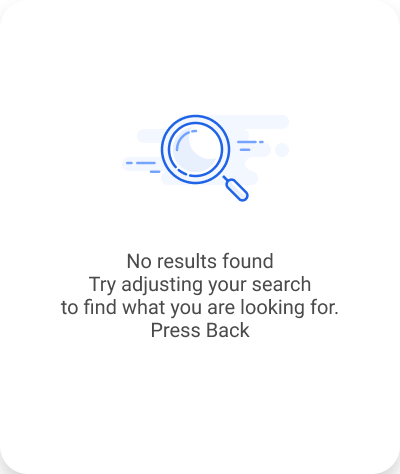 No results found
Try adjusting your search
to find what you are looking for.
Press Back